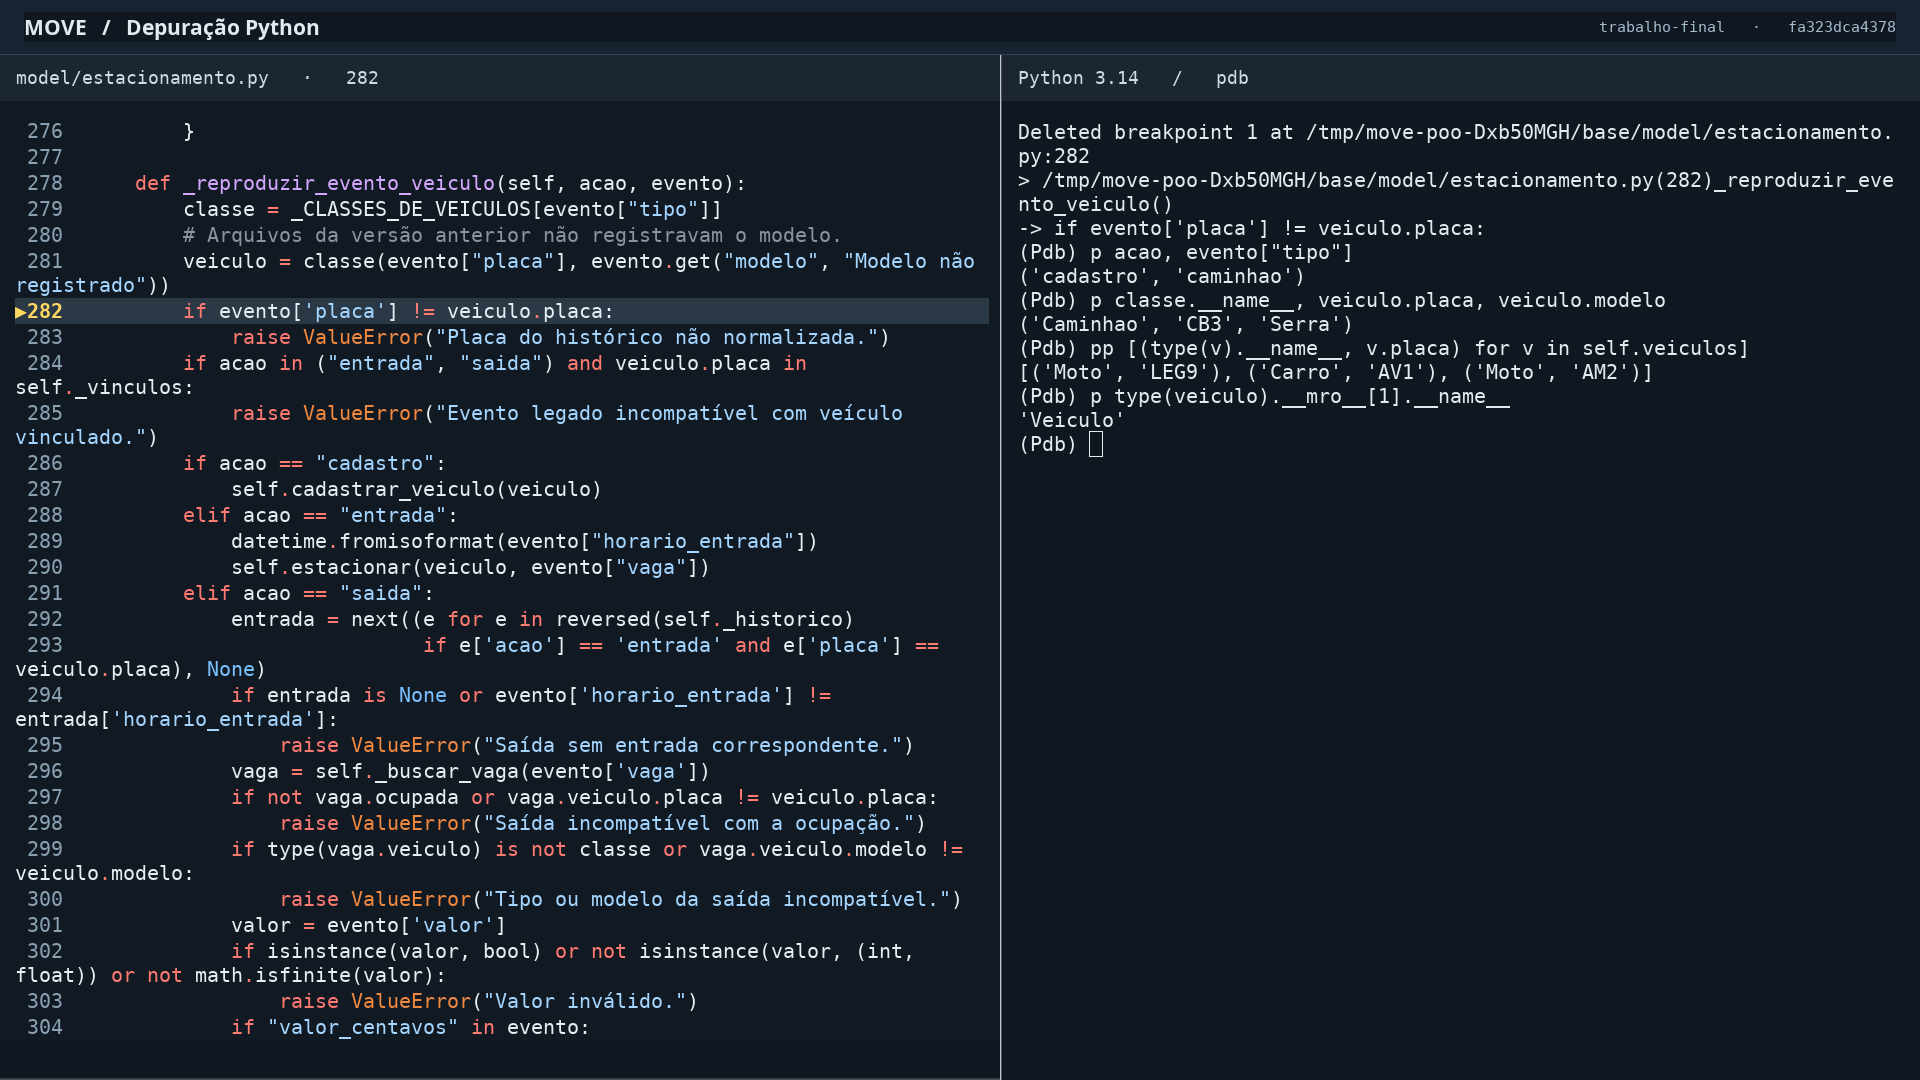 MOVE / Depuração Python
trabalho-final · fa323dca4378
model/estacionamento.py · 282
276 }
277
278 def _reproduzir_evento_veiculo(self, acao, evento):
279 classe = _CLASSES_DE_VEICULOS[evento["tipo"]]
280 # Arquivos da versão anterior não registravam o modelo.
281 veiculo = classe(evento["placa"], evento.get("modelo", "Modelo não
registrado"))
▶282 if evento['placa'] != veiculo.placa:
283 raise ValueError("Placa do histórico não normalizada.")
284 if acao in ("entrada", "saida") and veiculo.placa in
self._vinculos:
285 raise ValueError("Evento legado incompatível com veículo
vinculado.")
286 if acao == "cadastro":
287 self.cadastrar_veiculo(veiculo)
288 elif acao == "entrada":
289 datetime.fromisoformat(evento["horario_entrada"])
290 self.estacionar(veiculo, evento["vaga"])
291 elif acao == "saida":
292 entrada = next((e for e in reversed(self._historico)
293 if e['acao'] == 'entrada' and e['placa'] ==
veiculo.placa), None)
294 if entrada is None or evento['horario_entrada'] !=
entrada['horario_entrada']:
295 raise ValueError("Saída sem entrada correspondente.")
296 vaga = self._buscar_vaga(evento['vaga'])
297 if not vaga.ocupada or vaga.veiculo.placa != veiculo.placa:
298 raise ValueError("Saída incompatível com a ocupação.")
299 if type(vaga.veiculo) is not classe or vaga.veiculo.modelo !=
veiculo.modelo:
300 raise ValueError("Tipo ou modelo da saída incompatível.")
301 valor = evento['valor']
302 if isinstance(valor, bool) or not isinstance(valor, (int,
float)) or not math.isfinite(valor):
303 raise ValueError("Valor inválido.")
304 if "valor_centavos" in evento:
Python 3.14 / pdb
Deleted breakpoint 1 at /tmp/move-poo-Dxb50MGH/base/model/estacionamento.
py:282
> /tmp/move-poo-Dxb50MGH/base/model/estacionamento.py(282)_reproduzir_eve
nto_veiculo()
-> if evento['placa'] != veiculo.placa:
(Pdb) p acao, evento["tipo"]
('cadastro', 'caminhao')
(Pdb) p classe.__name__, veiculo.placa, veiculo.modelo
('Caminhao', 'CB3', 'Serra')
(Pdb) pp [(type(v).__name__, v.placa) for v in self.veiculos]
[('Moto', 'LEG9'), ('Carro', 'AV1'), ('Moto', 'AM2')]
(Pdb) p type(veiculo).__mro__[1].__name__
'Veiculo'
(Pdb)